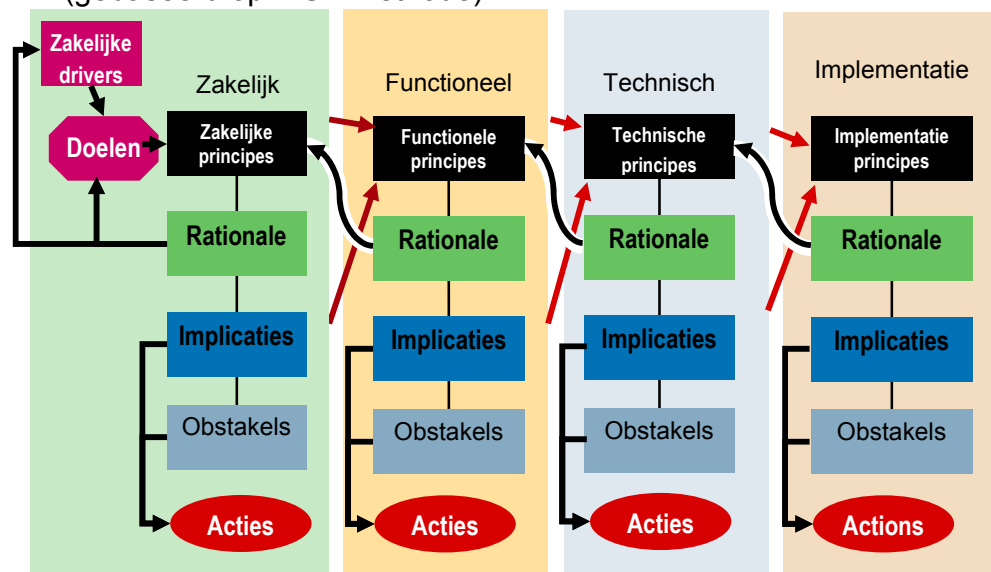 Zakelijke
drivers
Doelen
Zakelijk
Zakelijke
principes
Rationale
Implicaties
Obstakels
Acties
Functioneel
Functionele
principes
Rationale
Implicaties
Obstakels
Acties
Technisch
Technische
principes
Rationale
Implicaties
Obstakels
Acties
Implementatie
Implementatie
principes
Rationale
Implicaties
Obstakels
Actions